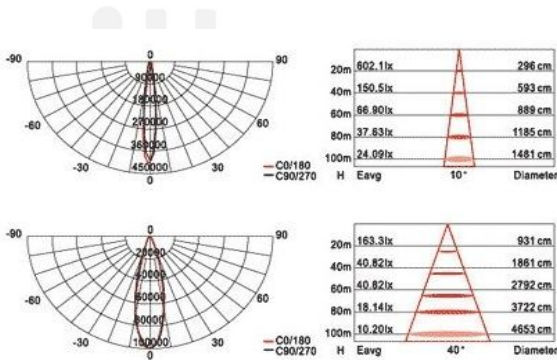 0
-90 90
90000
180000
-60 270000 60
360000
-30 450000 30
0
C0/180
C90/270
20m 602.1lx 296 cm
40m 150.5lx 593 cm
60m 66.90lx 889 cm
80m 37.63lx 1185 cm
100m 24.09lx 1481 cm
H Eavg 10° Diameter
0
-90 90
20000
40000
-60 60000 60
80000
-30 100000 30
0
C0/180
C90/270
20m 163.3lx 931 cm
40m 40.82lx 1861 cm
60m 40.82lx 2792 cm
80m 18.14lx 3722 cm
100m 10.20lx 4653 cm
H Eavg 40° Diameter